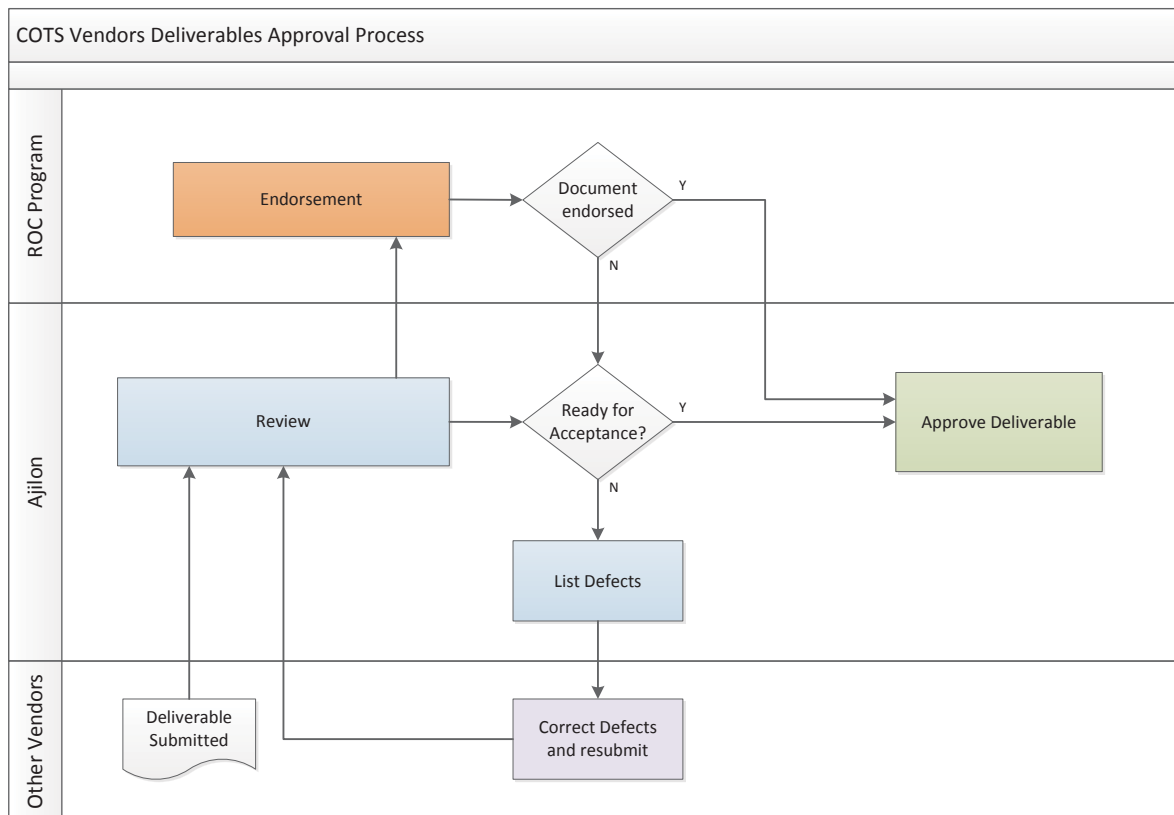 COTS Vendors Deliverables Approval Process
ROC Program
Endorsement
Document
endorsed
Y
N
Ajilon
Review
Ready for
Acceptance?
Y
N
Approve Deliverable
List Defects
Other Vendors
Deliverable
Submitted
Correct Defects
and resubmit